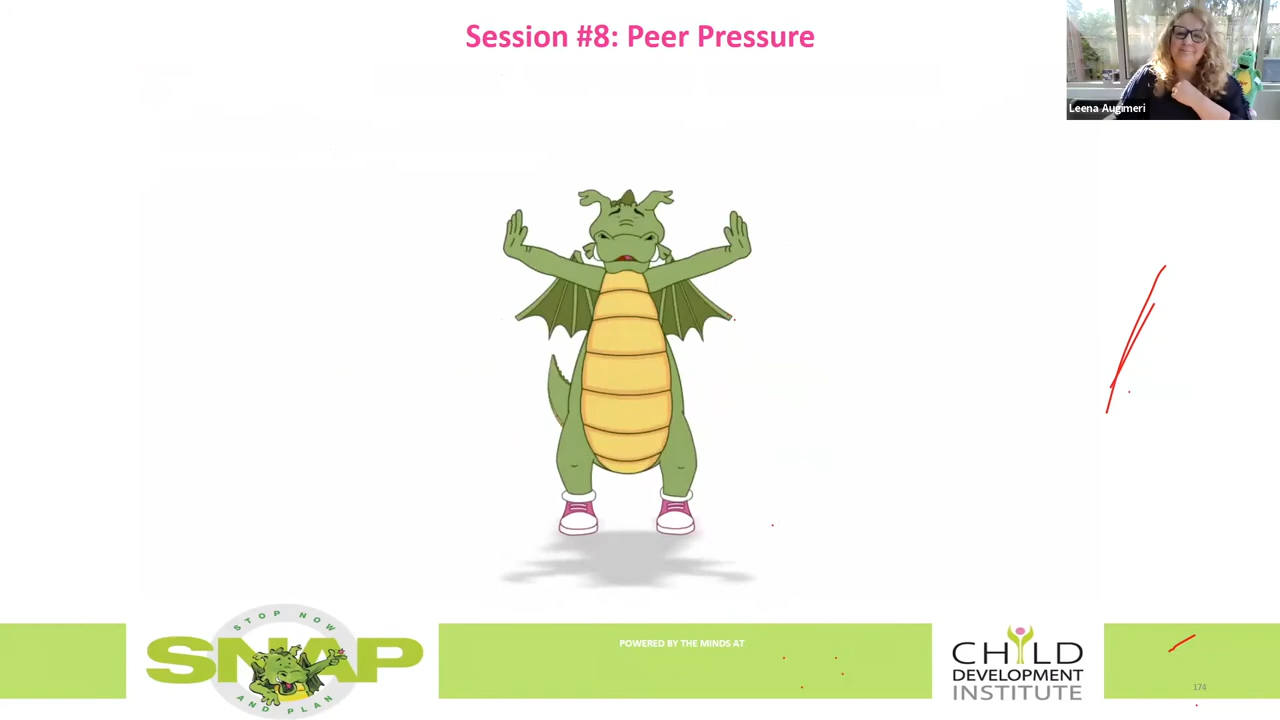 Session #8: Peer Pressure
Leena Augimeri
STOP NOW
SNAP
AND PLAN
POWERED BY THE MINDS AT
CHILD
DEVELOPMENT
INSTITUTE
174